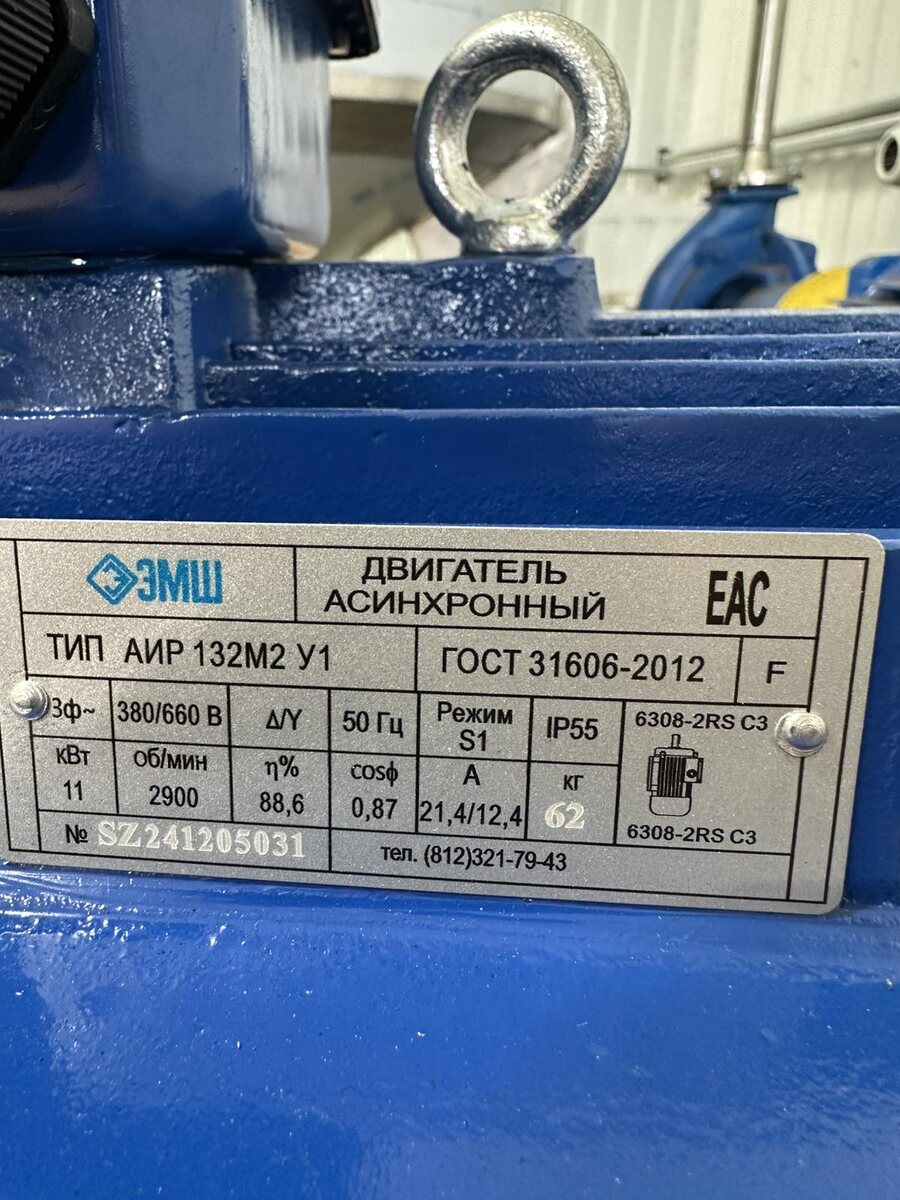 ЭМШ
ДВИГАТЕЛЬ
АСИНХРОННЫЙ
ЕАС
ТИП АИР 132М2 У1
ГОСТ 31606-2012
F
3ф~
380/660 В
Δ/Y
50 Гц
Режим
S1
IP55
6308-2RS C3
кВт
11
об/мин
2900
η%
88,6
cosϕ
0,87
А
21,4/12,4
кг
62
6308-2RS C3
№ SZ241205031
тел. (812)321-79-43